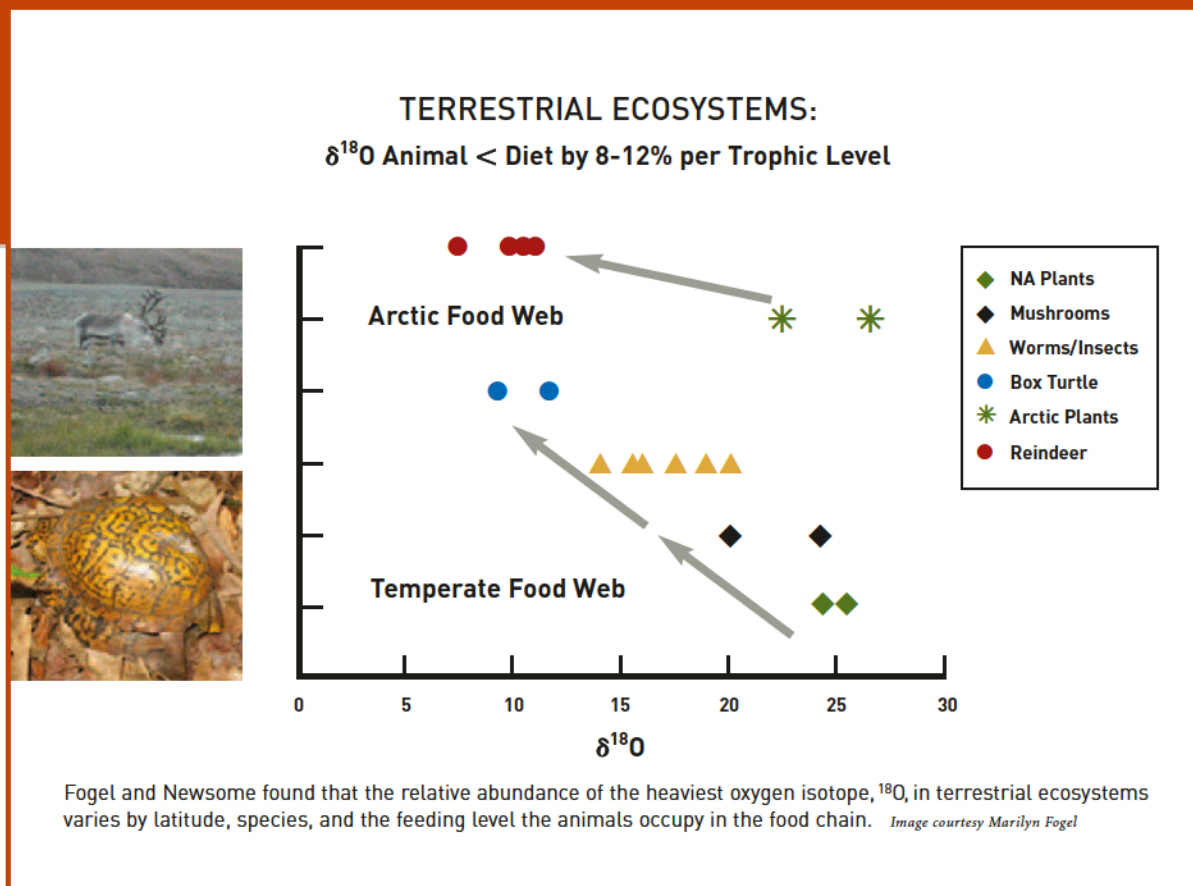 TERRESTRIAL ECOSYSTEMS:
δ¹⁸O Animal < Diet by 8-12% per Trophic Level
Arctic Food Web
Temperate Food Web
NA Plants
Mushrooms
Worms/Insects
Box Turtle
Arctic Plants
Reindeer
0 5 10 15 20 25 30
δ¹⁸O
Fogel and Newsome found that the relative abundance of the heaviest oxygen isotope, ¹⁸O, in terrestrial ecosystems
varies by latitude, species, and the feeding level the animals occupy in the food chain. Image courtesy Marilyn Fogel